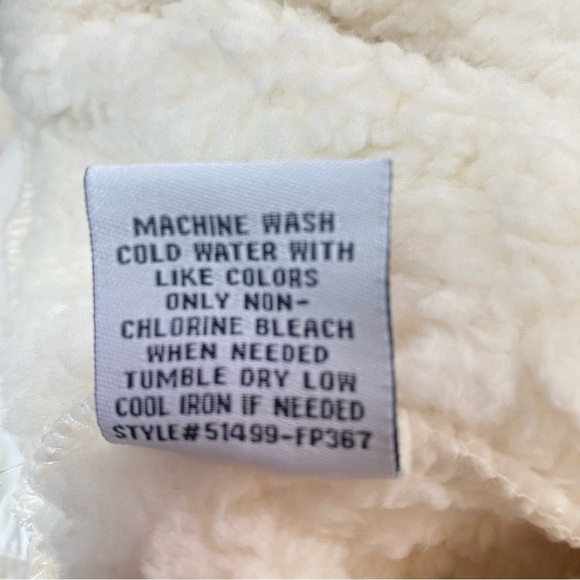 MACHINE WASH
COLD WATER WITH
LIKE COLORS
ONLY NON-
CHLORINE BLEACH
WHEN NEEDED
TUMBLE DRY LOW
COOL IRON IF NEEDED
STYLE#51499-FP367